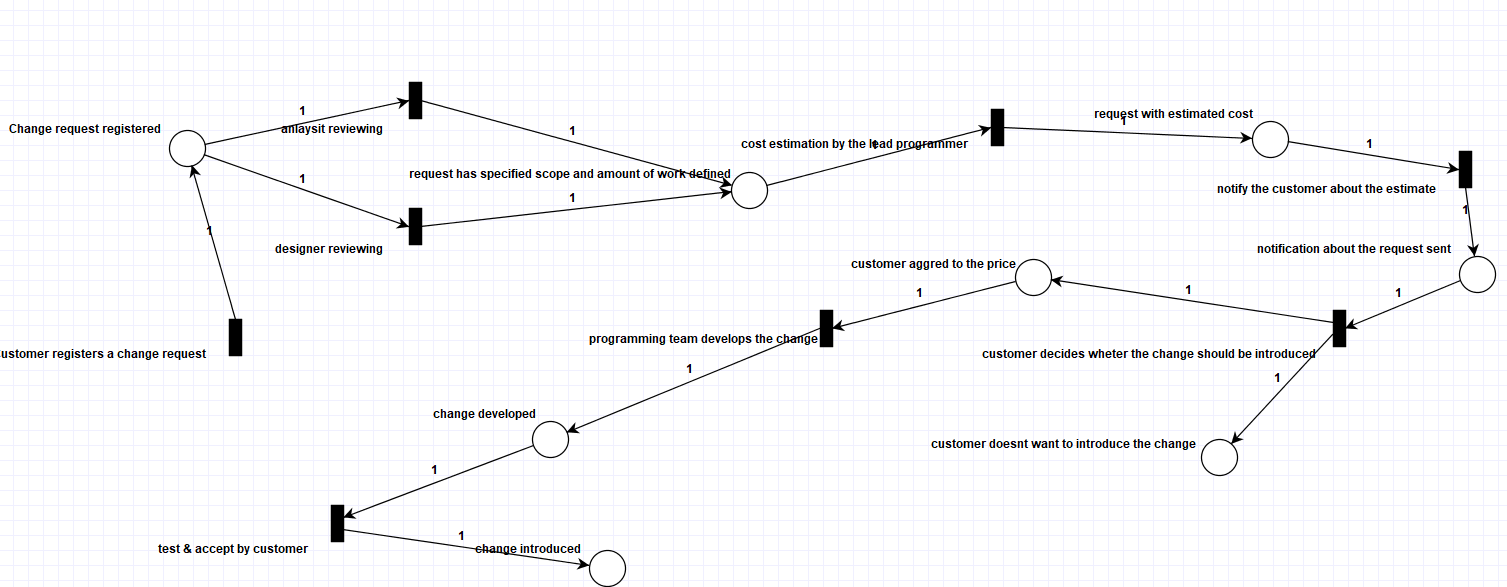 1
request with estimated cost
1
Change request registered
1
anlaysit reviewing
1
cost estimation by the lead programmer
1
1
request has specified scope and amount of work defined
1
1
notify the customer about the estimate
1
1
designer reviewing
notification about the request sent
1
customer aggred to the price
1
1
1
programming team develops the change
customer decides wheter the change should be introduced
ustomer registers a change request
1
1
change developed
customer doesnt want to introduce the change
1
1
test & accept by customer
change introduced